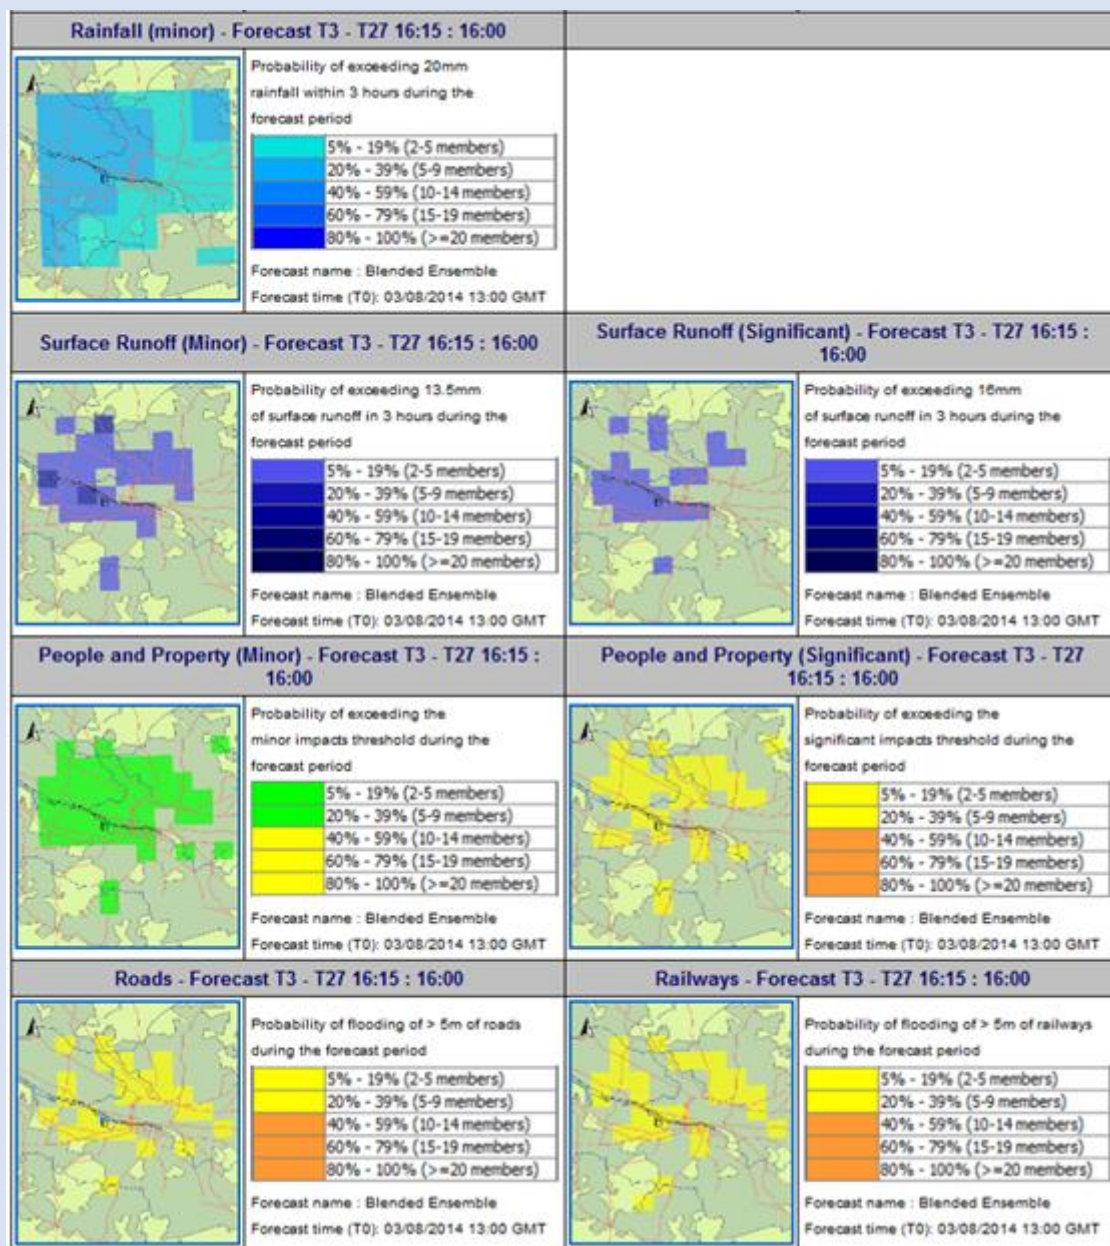 Rainfall (minor) - Forecast T3 - T27 16:15 : 16:00
Probability of exceeding 20mm
rainfall within 3 hours during the
forecast period
5% - 19% (2-5 members)
20% - 39% (5-9 members)
40% - 59% (10-14 members)
60% - 79% (15-19 members)
80% - 100% (>=20 members)
Forecast name : Blended Ensemble
Forecast time (T0): 03/08/2014 13:00 GMT
Surface Runoff (Minor) - Forecast T3 - T27 16:15 : 16:00
Probability of exceeding 13.5mm
of surface runoff in 3 hours during the
forecast period
5% - 19% (2-5 members)
20% - 39% (5-9 members)
40% - 59% (10-14 members)
60% - 79% (15-19 members)
80% - 100% (>=20 members)
Forecast name : Blended Ensemble
Forecast time (T0): 03/08/2014 13:00 GMT
Surface Runoff (Significant) - Forecast T3 - T27 16:15 :
16:00
Probability of exceeding 16mm
of surface runoff in 3 hours during the
forecast period
5% - 19% (2-5 members)
20% - 39% (5-9 members)
40% - 59% (10-14 members)
60% - 79% (15-19 members)
80% - 100% (>=20 members)
Forecast name : Blended Ensemble
Forecast time (T0): 03/08/2014 13:00 GMT
People and Property (Minor) - Forecast T3 - T27 16:15 :
16:00
Probability of exceeding the
minor impacts threshold during the
forecast period
5% - 19% (2-5 members)
20% - 39% (5-9 members)
40% - 59% (10-14 members)
60% - 79% (15-19 members)
80% - 100% (>=20 members)
Forecast name : Blended Ensemble
Forecast time (T0): 03/08/2014 13:00 GMT
People and Property (Significant) - Forecast T3 - T27
16:15 : 16:00
Probability of exceeding the
significant impacts threshold during the
forecast period
5% - 19% (2-5 members)
20% - 39% (5-9 members)
40% - 59% (10-14 members)
60% - 79% (15-19 members)
80% - 100% (>=20 members)
Forecast name : Blended Ensemble
Forecast time (T0): 03/08/2014 13:00 GMT
Roads - Forecast T3 - T27 16:15 : 16:00
Probability of flooding of > 5m of roads
during the forecast period
5% - 19% (2-5 members)
20% - 39% (5-9 members)
40% - 59% (10-14 members)
60% - 79% (15-19 members)
80% - 100% (>=20 members)
Forecast name : Blended Ensemble
Forecast time (T0): 03/08/2014 13:00 GMT
Railways - Forecast T3 - T27 16:15 : 16:00
Probability of flooding of > 5m of railways
during the forecast period
5% - 19% (2-5 members)
20% - 39% (5-9 members)
40% - 59% (10-14 members)
60% - 79% (15-19 members)
80% - 100% (>=20 members)
Forecast name : Blended Ensemble
Forecast time (T0): 03/08/2014 13:00 GMT